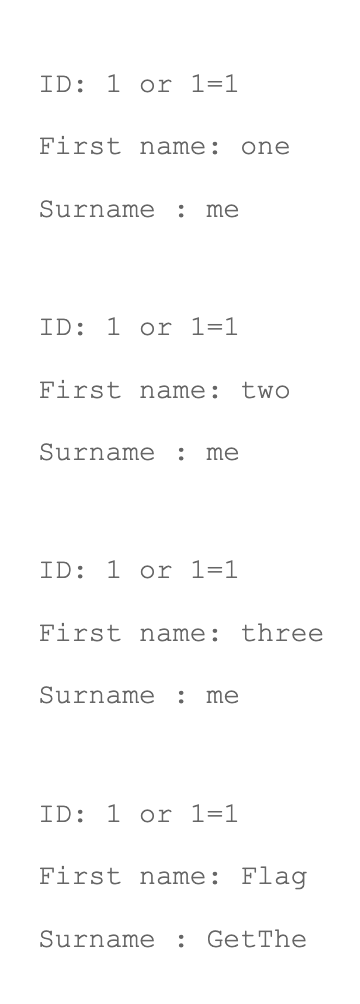 ID: 1 or 1=1
First name: one
Surname : me
ID: 1 or 1=1
First name: two
Surname : me
ID: 1 or 1=1
First name: three
Surname : me
ID: 1 or 1=1
First name: Flag
Surname : GetThe